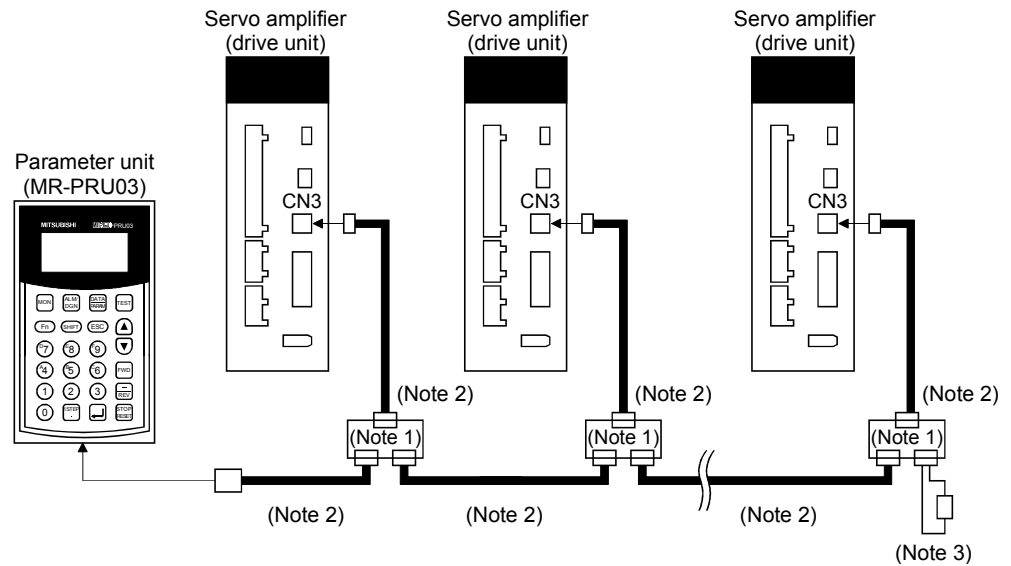 Servo amplifier
(drive unit)
Servo amplifier
(drive unit)
Servo amplifier
(drive unit)
Parameter unit
(MR-PRU03)
CN3
CN3
CN3
MITSUBISHI
PRU03
MON
ALM/
DGN
DATA
PARAM
TEST
Fn
SHIFT
ESC
7
8
9
4
5
6
FWD
1
2
3
REV
0
STEP
STOP
RESET
(Note 2)
(Note 2)
(Note 2)
(Note 1)
(Note 1)
(Note 1)
(Note 2)
(Note 2)
(Note 2)
(Note 3)